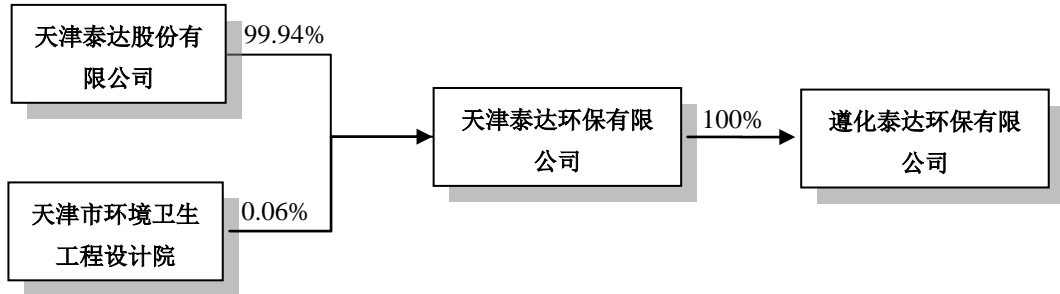 天津泰达股份有
限公司
99.94%
天津市环境卫生
工程设计院
0.06%
天津泰达环保有限
公司
100%
遵化泰达环保有限
公司